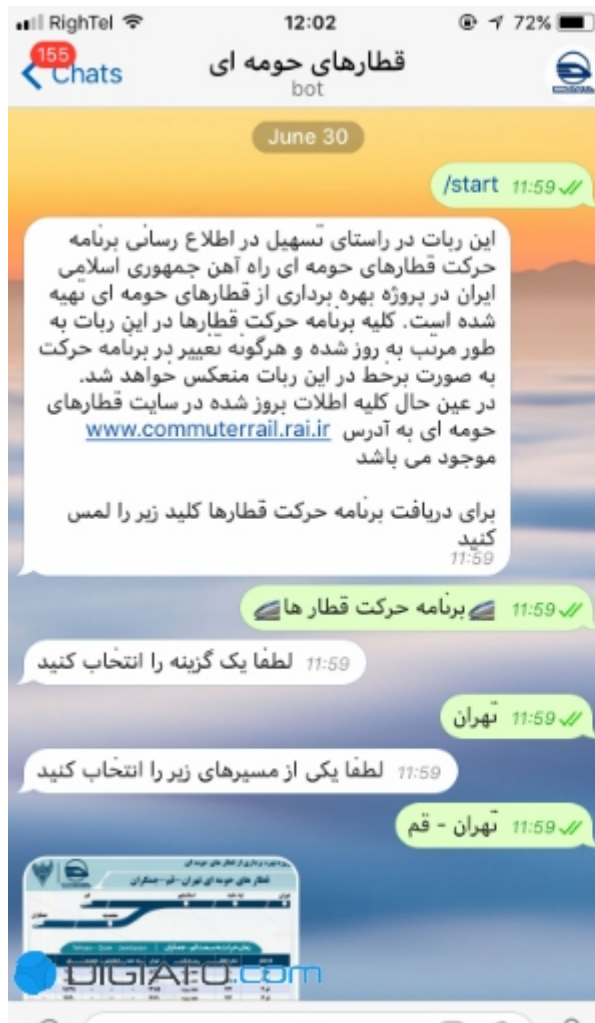 RighTel 12:02 72%
155
Chats
قطارهای حومه ای
bot
June 30
/start 11:59
این ربات در راستای تسهیل در اطلاع رسانی برنامه
حرکت قطارهای حومه ای راه آهن جمهوری اسلامی
ایران در پروژه بهره برداری از قطارهای حومه ای تهیه
شده است. کلیه برنامه حرکت قطارها در این ربات به
طور مرتب به روز شده و هرگونه تغییر در برنامه حرکت
به صورت برخط در این ربات منعکس خواهد شد.
در عین حال کلیه اطلات بروز شده در سایت قطارهای
حومه ای به آدرس www.commuterrail.rai.ir
موجود می باشد
برای دریافت برنامه حرکت قطارها کلید زیر را لمس
کنید
11:59
برنامه حرکت قطار ها 11:59
لطفا یک گزینه را انتخاب کنید 11:59
تهران 11:59
لطفا یکی از مسیرهای زیر را انتخاب کنید 11:59
تهران - قم 11:59
قطار های حومه ای تهران-قم-جمکران
DIGIATO.com